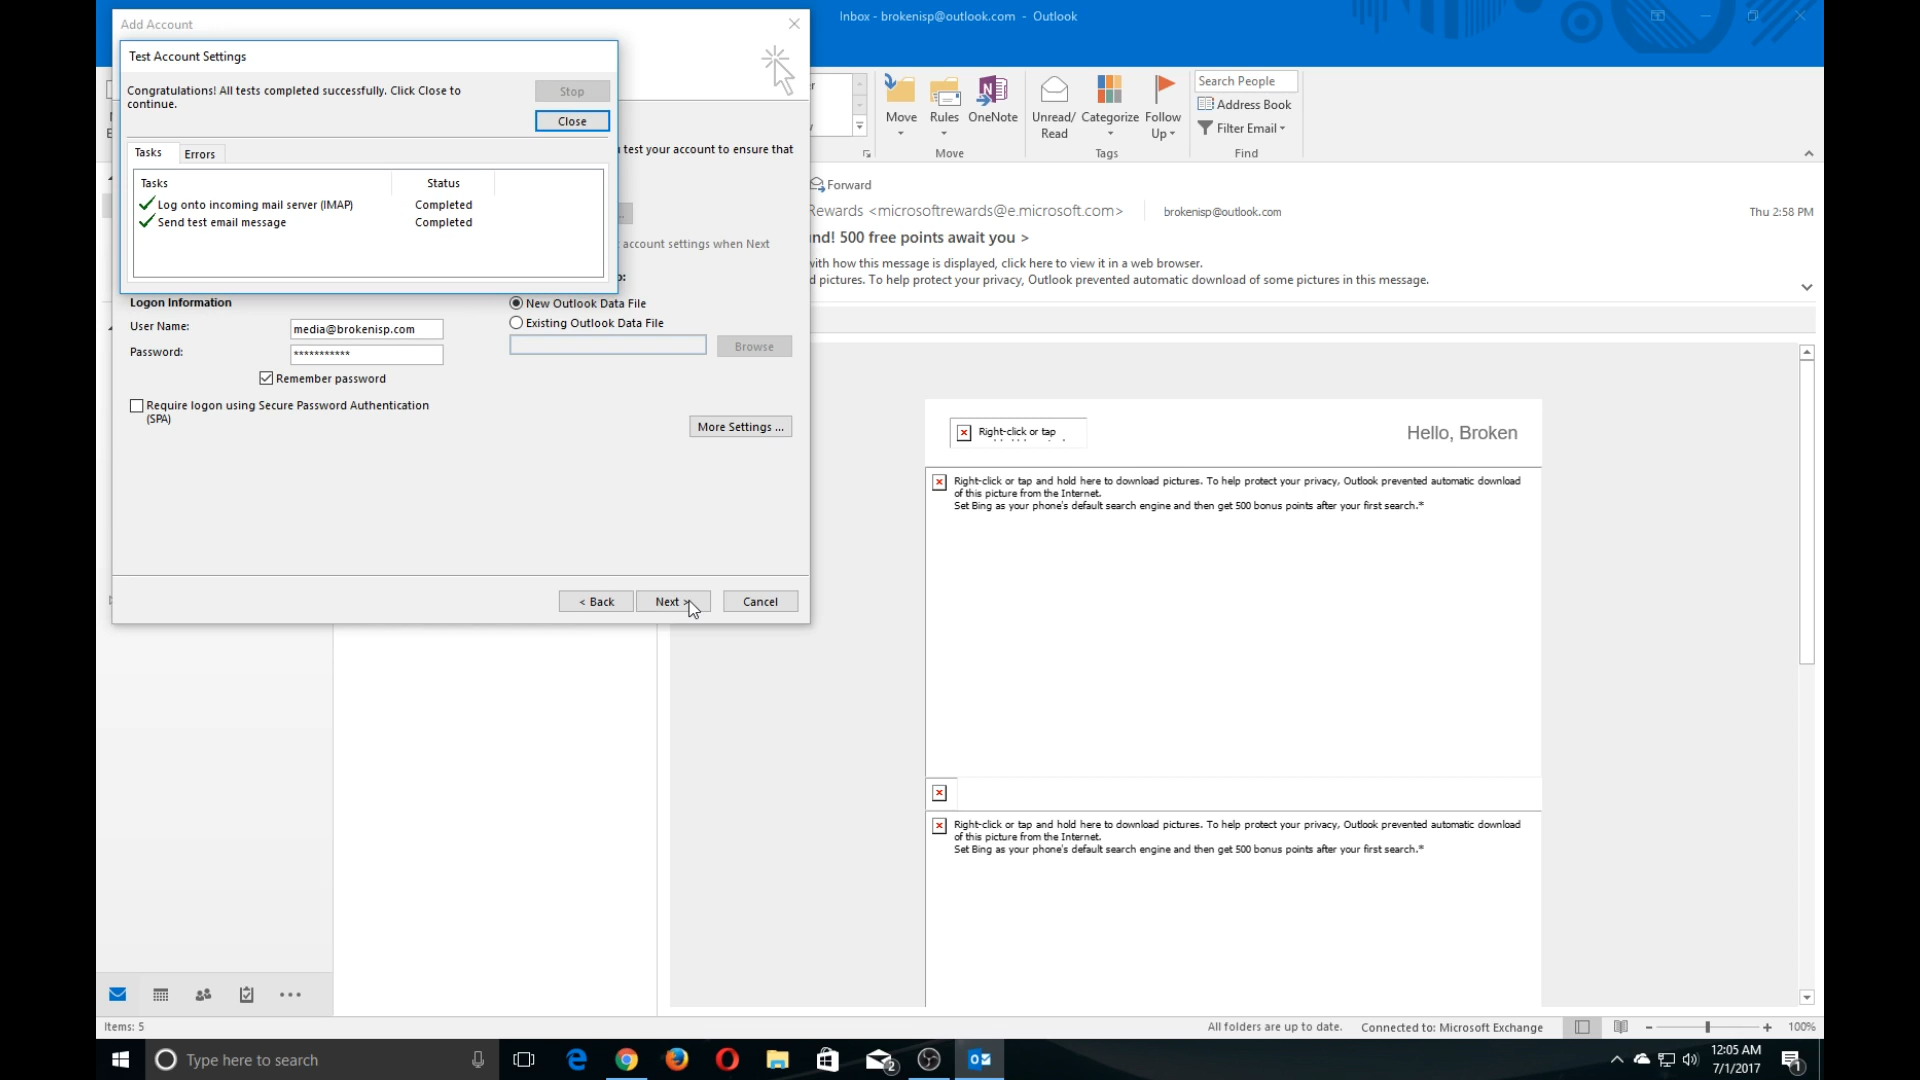 Inbox - brokenisp@outlook.com - Outlook
Add Account
Test Account Settings
Congratulations! All tests completed successfully. Click Close to
continue.
Stop
Close
Tasks
Errors
Tasks Status
Log onto incoming mail server (IMAP) Completed
Send test email message Completed
test your account to ensure that
account settings when Next
Logon Information
User Name:
media@brokenisp.com
Password:
***********
Remember password
Require logon using Secure Password Authentication
(SPA)
New Outlook Data File
Existing Outlook Data File
Browse
More Settings ...
< Back
Next >
Cancel
Move
Rules
OneNote
Move
Unread/
Read
Categorize
Follow
Up
Tags
Search People
Address Book
Filter Email
Find
Forward
Rewards <microsoftrewards@e.microsoft.com>
brokenisp@outlook.com
Thu 2:58 PM
nd! 500 free points await you >
with how this message is displayed, click here to view it in a web browser.
d pictures. To help protect your privacy, Outlook prevented automatic download of some pictures in this message.
Right-click or tap
Hello, Broken
Right-click or tap and hold here to download pictures. To help protect your privacy, Outlook prevented automatic download
of this picture from the Internet.
Set Bing as your phone's default search engine and then get 500 bonus points after your first search.*
Right-click or tap and hold here to download pictures. To help protect your privacy, Outlook prevented automatic download
of this picture from the Internet.
Set Bing as your phone's default search engine and then get 500 bonus points after your first search.*
Items: 5
All folders are up to date.
Connected to: Microsoft Exchange
100%
Type here to search
2
12:05 AM
7/1/2017
1